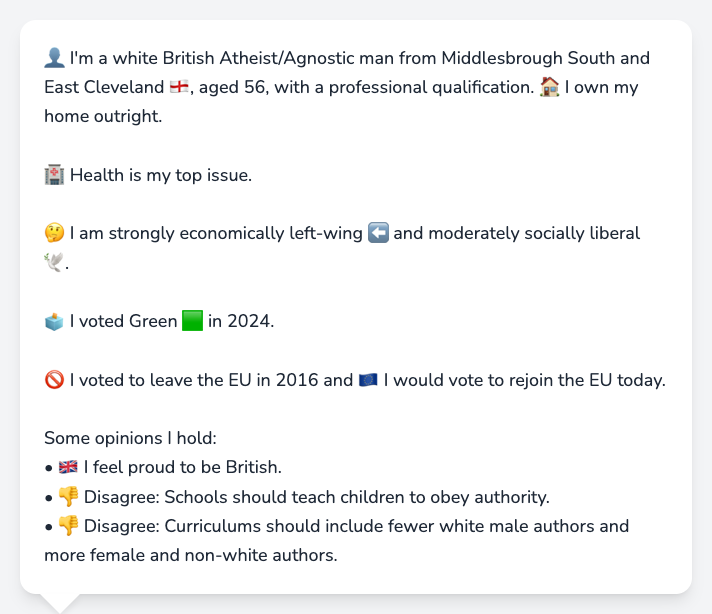 👤 I'm a white British Atheist/Agnostic man from Middlesbrough South and
East Cleveland 🏴󠁧󠁢󠁥󠁮󠁧󠁿, aged 56, with a professional qualification. 🏠 I own my
home outright.
🏥 Health is my top issue.
🤔 I am strongly economically left-wing ⬅️ and moderately socially liberal
🕊️.
🗳️ I voted Green 🟩 in 2024.
🚫 I voted to leave the EU in 2016 and 🇪🇺 I would vote to rejoin the EU today.
Some opinions I hold:
• 🇬🇧 I feel proud to be British.
• 👎 Disagree: Schools should teach children to obey authority.
• 👎 Disagree: Curriculums should include fewer white male authors and
more female and non-white authors.